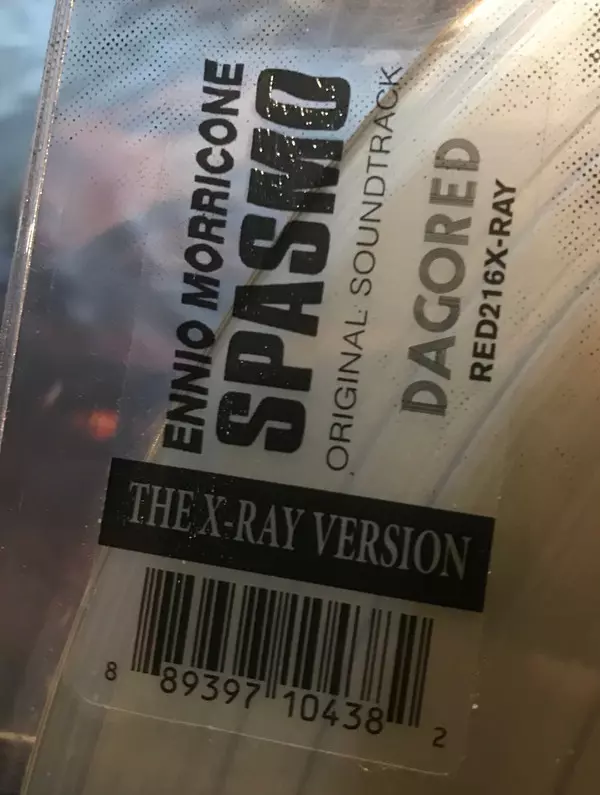 ENNIO MORRICONE
SPASMO
ORIGINAL SOUNDTRACK
DAGORED
RED216X-RAY
THE X-RAY VERSION
8 89397 10438 2